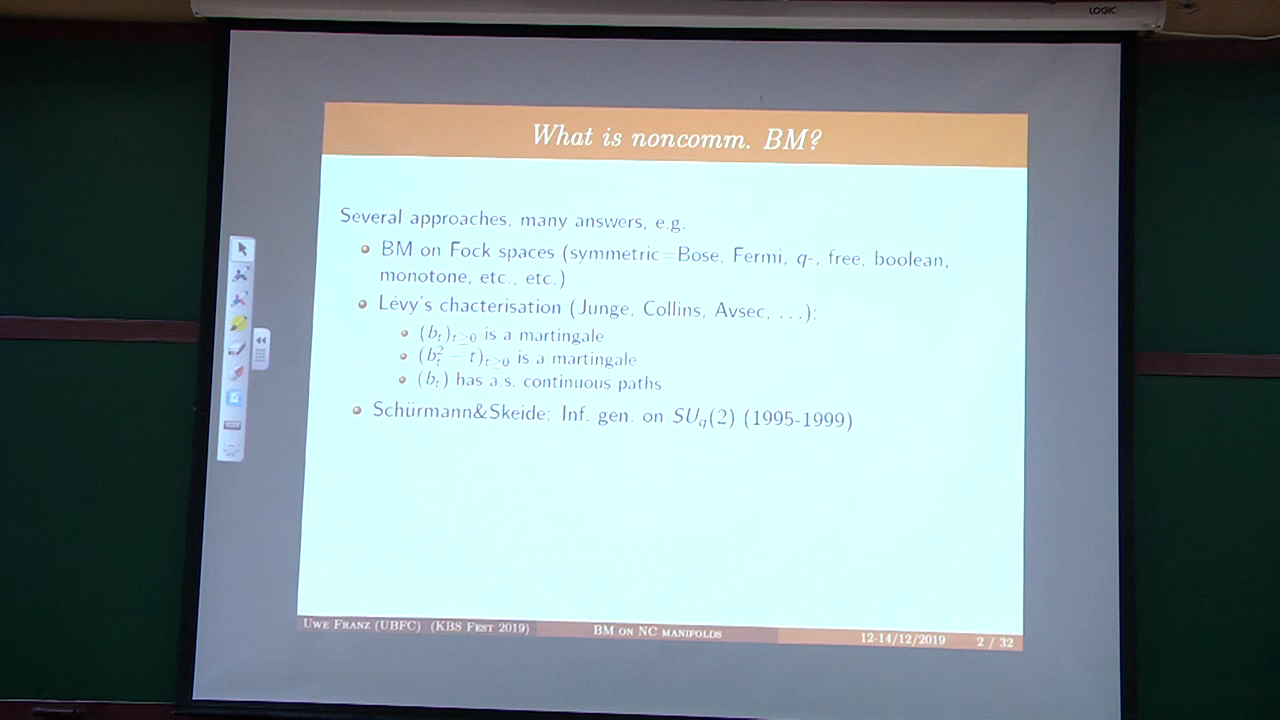 LOGIC
What is noncomm. BM?
Several approaches, many answers, e.g.
BM on Fock spaces (symmetric=Bose, Fermi, q-, free, boolean,
monotone, etc., etc.)
Lévy's chacterisation (Junge, Collins, Avsec, ...):
(b_t)_{t≥0} is a martingale
(b_t^2 − t)_{t≥0} is a martingale
(b_t) has a.s. continuous paths
Schürmann&Skeide: Inf. gen. on SU_q(2) (1995-1999)
UWE FRANZ (UBFC) (KBS FEST 2019) BM ON NC MANIFOLDS 12-14/12/2019 2 / 32